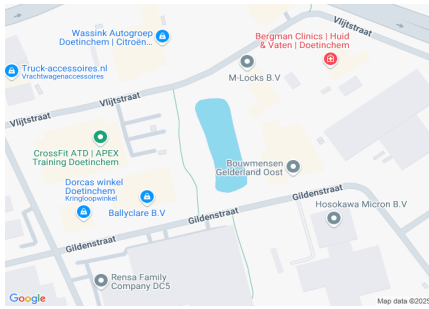 Wassink Autogroep
Doetinchem | Citroën...
Vlijtstraat
Bergman Clinics | Huid
& Vaten | Doetinchem
Truck-accessoires.nl
Vrachtwagenaccessoires
M-Locks B.V
Vlijtstraat
Vlijtstraat
CrossFit ATD | APEX
Training Doetinchem
Bouwmensen
Gelderland Oost
Dorcas winkel
Doetinchem
Kringloopwinkel
Ballyclare B.V
Gildenstraat
Hosokawa Micron B.V
Gildenstraat
Rensa Family
Company DC5
Google
Map data ©2025